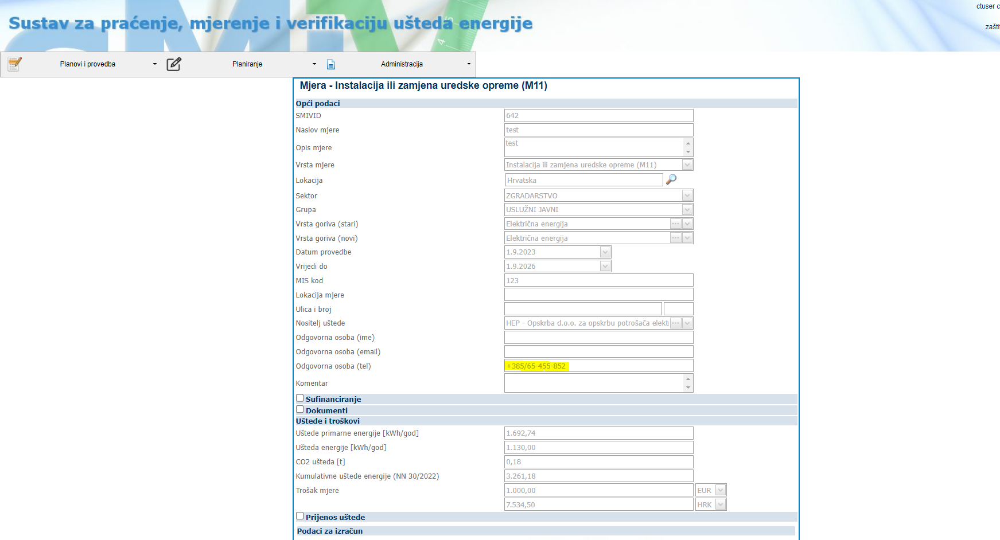 ctuser c
Sustav za praćenje, mjerenje i verifikaciju ušteda energije
zašti
Planovi i provedba
Planiranje
Administracija
Mjera - Instalacija ili zamjena uredske opreme (M11)
Opći podaci
SMIVID 642
Naslov mjere test
Opis mjere test
Vrsta mjere Instalacija ili zamjena uredske opreme (M11)
Lokacija Hrvatska
Sektor ZGRADARSTVO
Grupa USLUŽNI JAVNI
Vrsta goriva (stari) Električna energija
Vrsta goriva (novi) Električna energija
Datum provedbe 1.9.2023
Vrijedi do 1.9.2026
MIS kod 123
Lokacija mjere
Ulica i broj
Nositelj uštede HEP - Opskrba d.o.o. za opskrbu potrošača elekt
Odgovorna osoba (ime)
Odgovorna osoba (email)
Odgovorna osoba (tel) +385/65-455-852
Komentar
Sufinanciranje
Dokumenti
Uštede i troškovi
Uštede primarne energije [kWh/god] 1.692,74
Ušteda energije [kWh/god] 1.130,00
CO2 ušteda [t] 0,18
Kumulativne uštede energije (NN 30/2022) 3.261,18
Trošak mjere 1.000,00 EUR
7.534,50 HRK
Prijenos uštede
Podaci za izračun